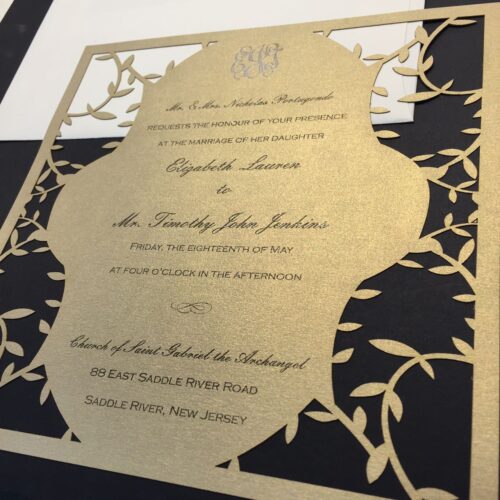 Mr. & Mrs. Nicholas Portuyondo
REQUESTS THE HONOUR OF YOUR PRESENCE
AT THE MARRIAGE OF HER DAUGHTER
Elizabeth Lauren
to
Mr. Timothy John Jenkins
FRIDAY, THE EIGHTEENTH OF MAY
AT FOUR O'CLOCK IN THE AFTERNOON
Church of Saint Gabriel the Archangel
88 EAST SADDLE RIVER ROAD
SADDLE RIVER, NEW JERSEY